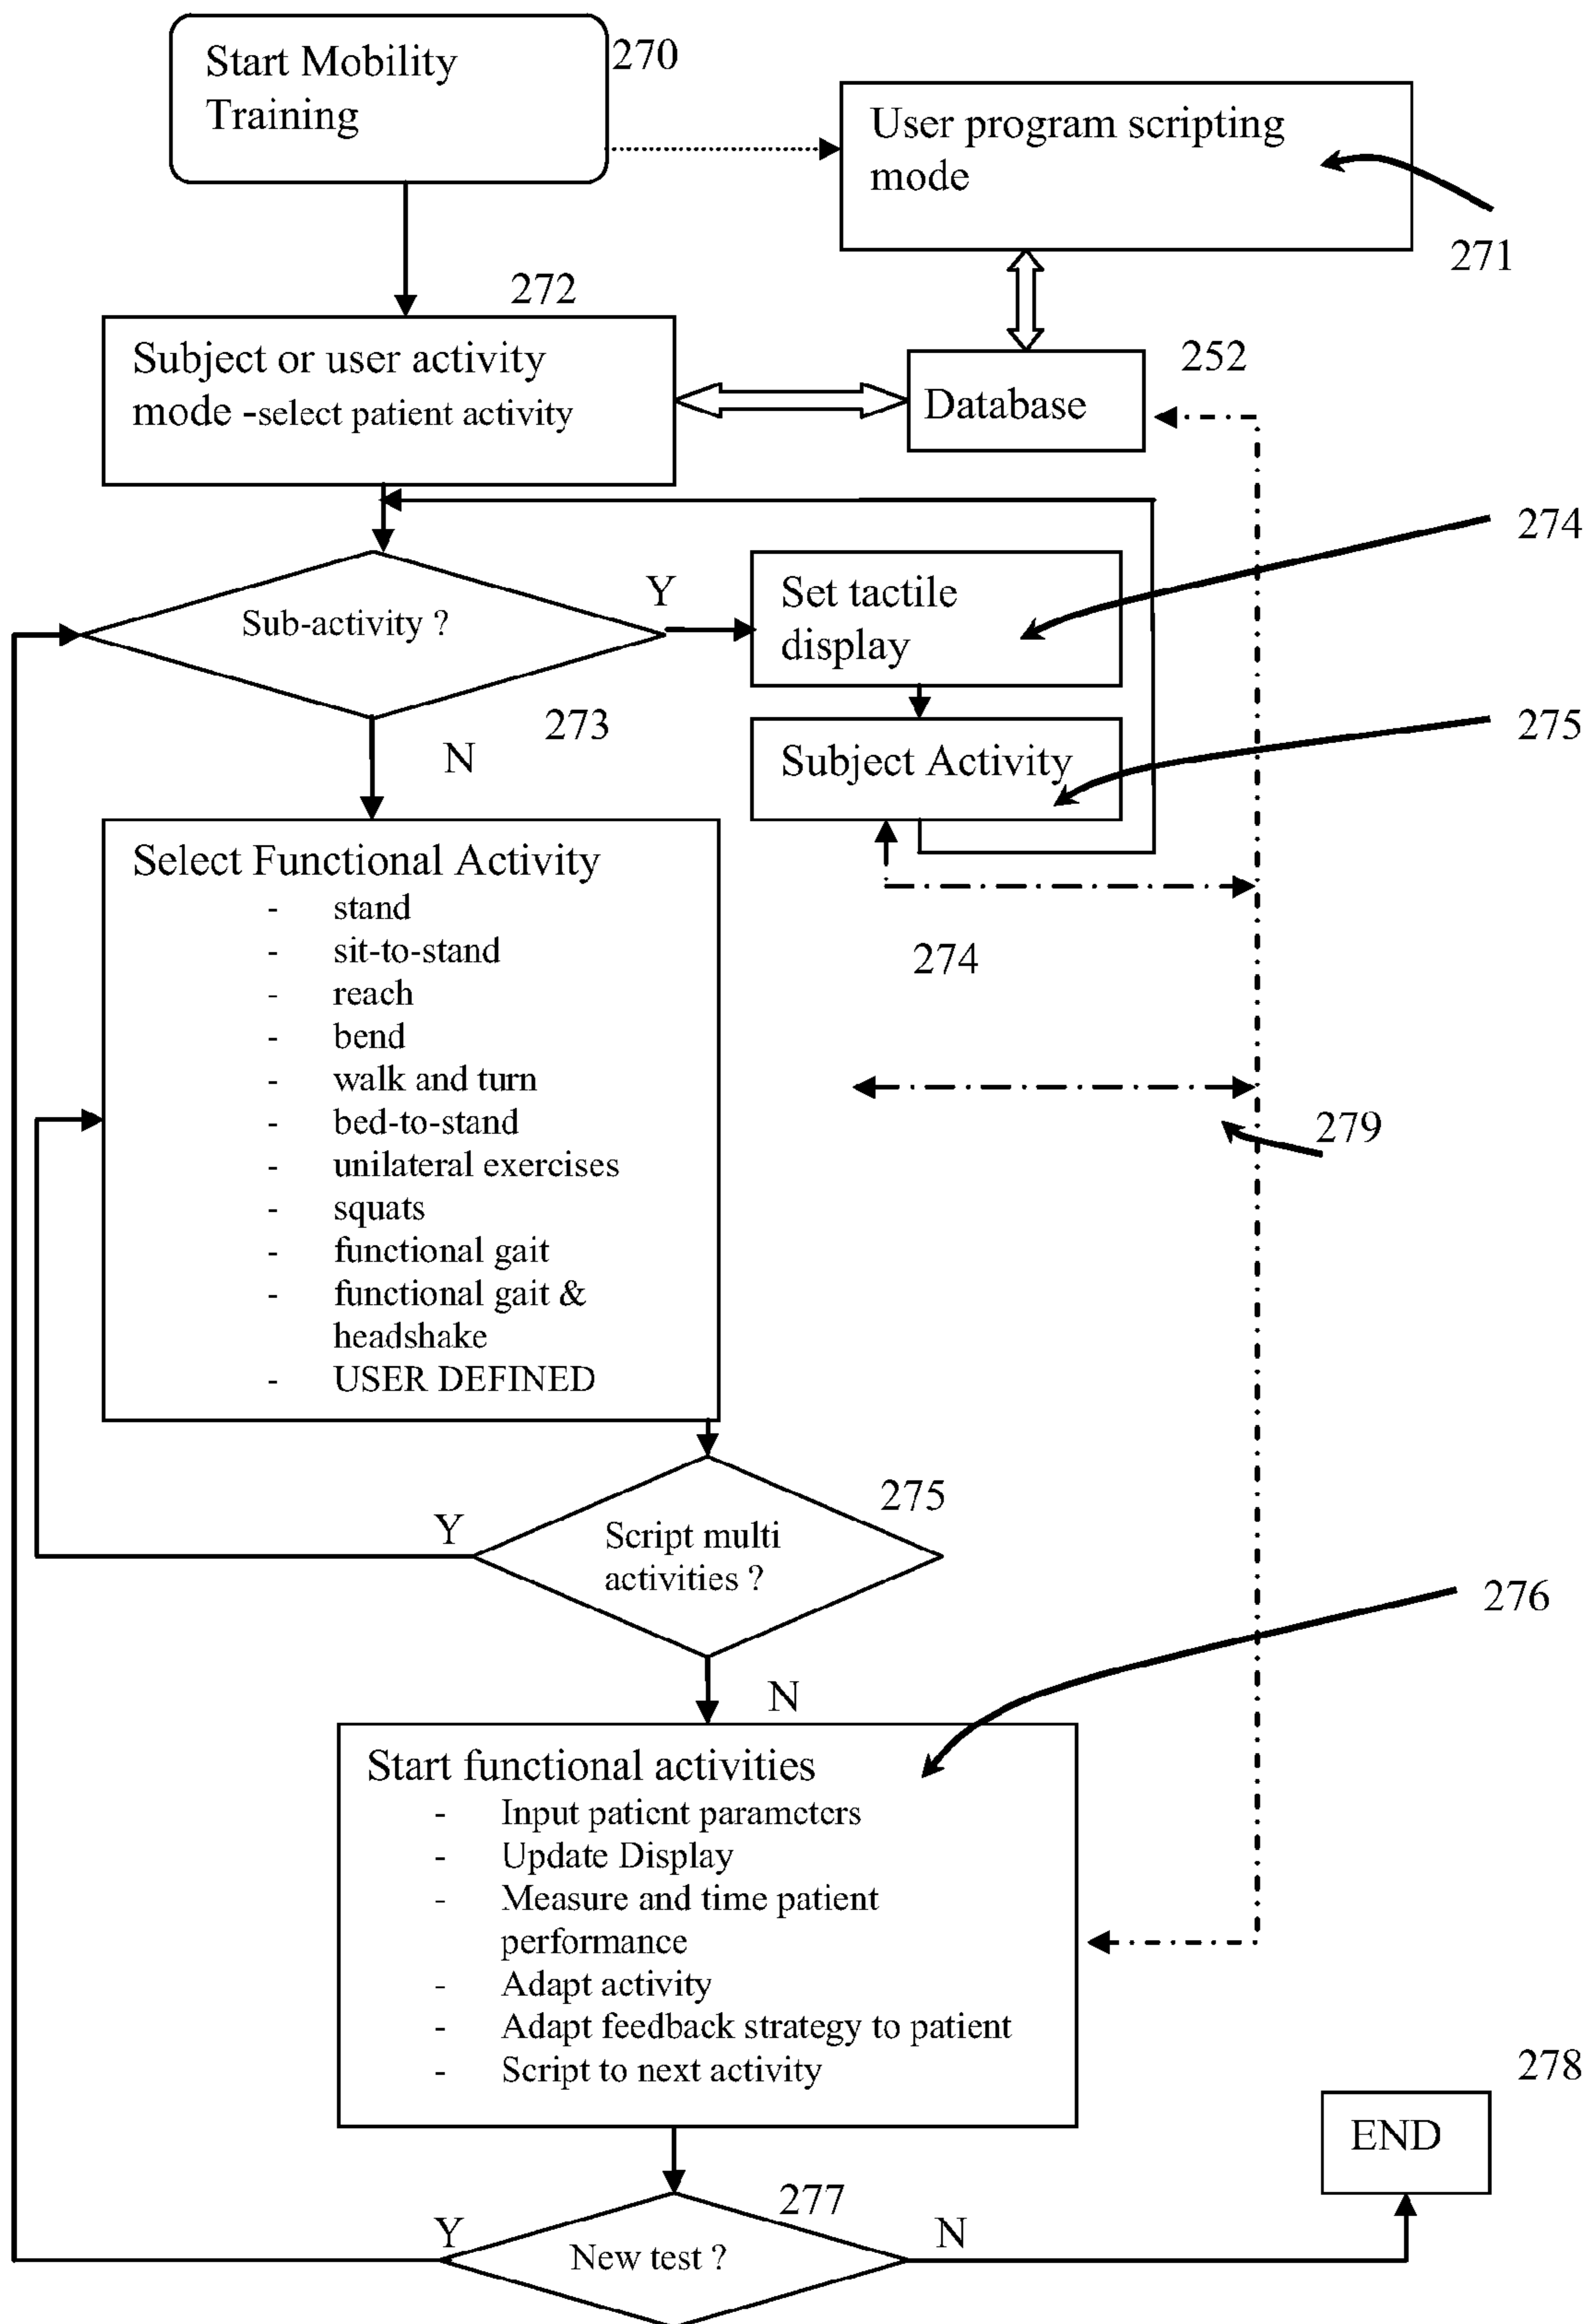 Start Mobility
Training
270
User program scripting
mode
271
272
Subject or user activity
mode -select patient activity
252
Database
274
Sub-activity ?
Y
Set tactile
display
273
N
275
Subject Activity
Select Functional Activity
- stand
- sit-to-stand
- reach
- bend
- walk and turn
- bed-to-stand
- unilateral exercises
- squats
- functional gait
- functional gait &
headshake
- USER DEFINED
274
279
275
Y
Script multi
activities ?
276
N
Start functional activities
- Input patient parameters
- Update Display
- Measure and time patient
performance
- Adapt activity
- Adapt feedback strategy to patient
- Script to next activity
278
END
277
Y
New test ?
N